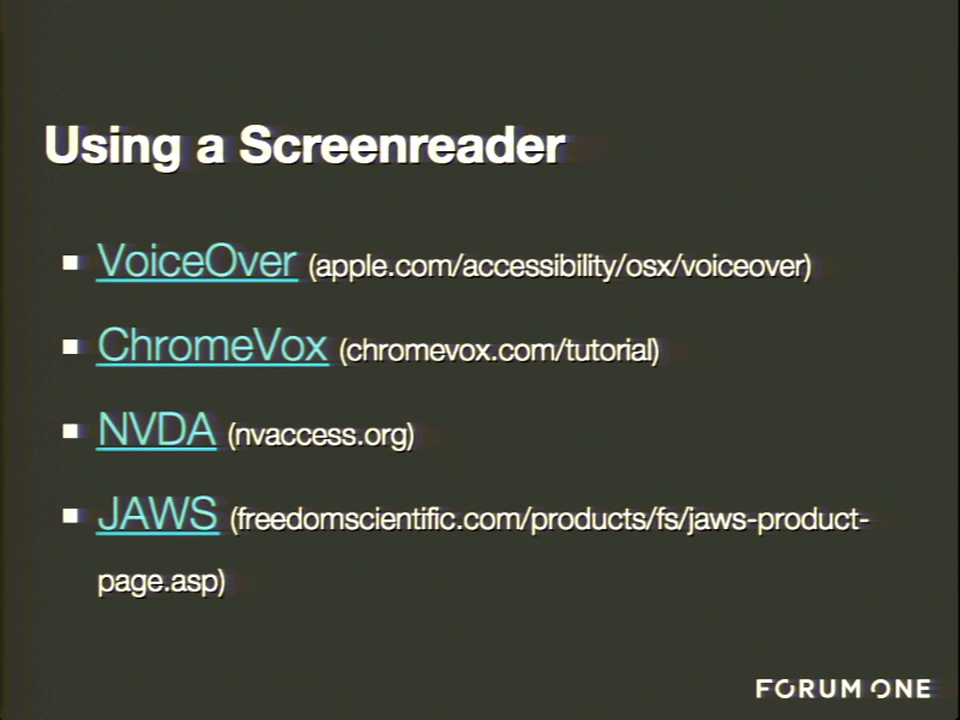 Using a Screenreader
VoiceOver (apple.com/accessibility/osx/voiceover)
ChromeVox (chromevox.com/tutorial)
NVDA (nvaccess.org)
JAWS (freedomscientific.com/products/fs/jaws-product-
page.asp)
FORUM ONE